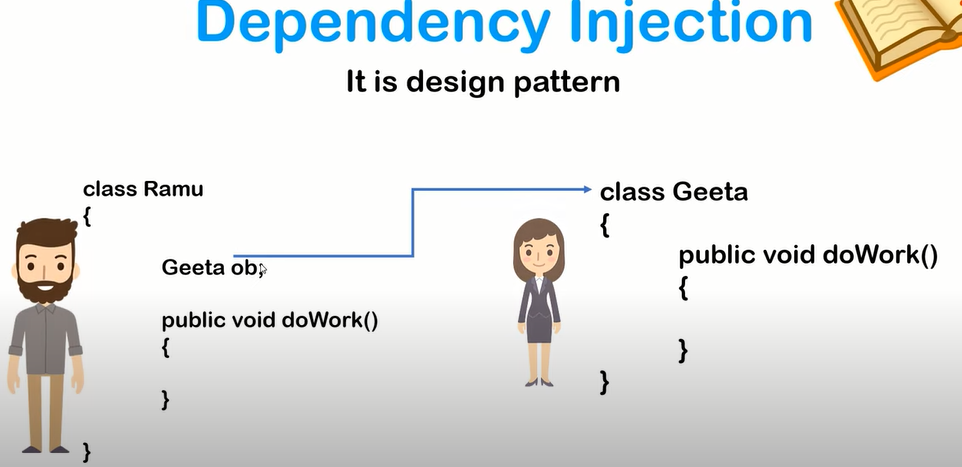 Dependency Injection
It is design pattern
class Ramu
{
Geeta ob;
public void doWork()
{
}
}
class Geeta
{
public void doWork()
{
}
}